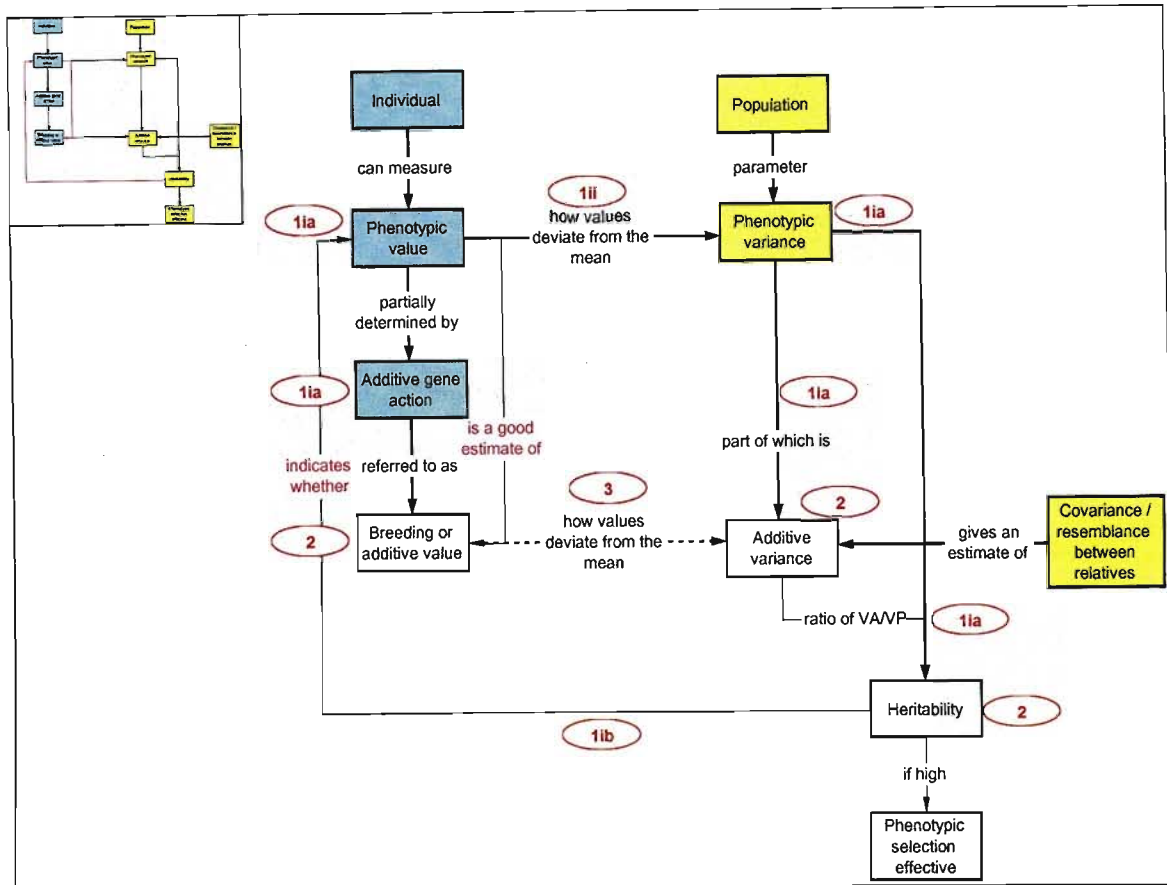 Individual
Population
can measure
parameter
1ia
Phenotypic
value
1ii
how values
deviate from the
mean
Phenotypic
variance
1ia
partially
determined by
1ia
Additive gene
action
is a good
estimate of
1ia
part of which is
indicates
whether
referred to as
2
Breeding or
additive value
3
how values
deviate from the
mean
2
Additive
variance
gives an
estimate of
Covariance /
resemblance
between
relatives
ratio of VA/VP
1ia
Heritability
2
1ib
if high
Phenotypic
selection
effective